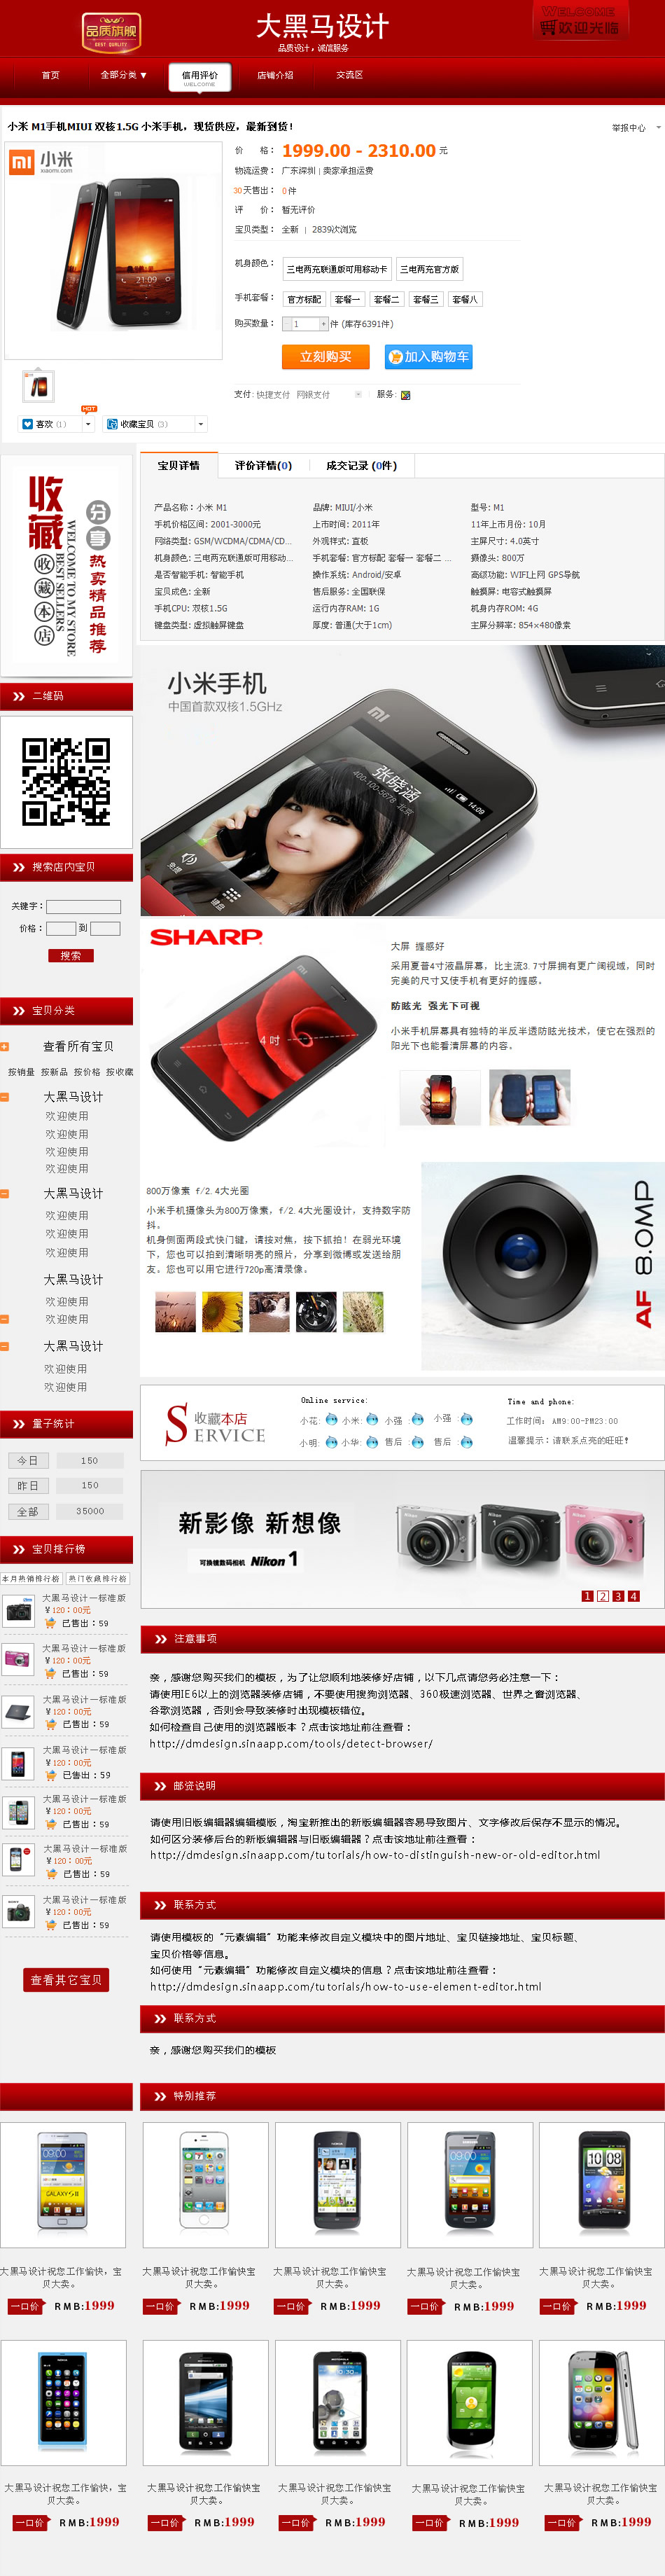 品质旗舰
BEST QUALITY
大黑马设计
品质设计，诚信服务
WELCOME
欢迎光临
首页 全部分类 ▼ 信用评价 店铺介绍 交流区
WELCOME
小米 M1手机MIUI 双核1.5G 小米手机，现货供应，最新到货！
举报中心
小米
xiaomi.com
21:09
价 格： 1999.00 - 2310.00 元
物流运费： 广东深圳 | 卖家承担运费
30天售出： 0件
评 价： 暂无评价
宝贝类型： 全新 | 2839次浏览
机身颜色： 三电两充联通版可用移动卡 三电两充官方版
手机套餐： 官方标配 套餐一 套餐二 套餐三 套餐八
购买数量： 1 件 (库存6391件)
立刻购买 加入购物车
支付: 快捷支付 网银支付 服务:
HOT
喜欢 (1) 收藏宝贝 (3)
收藏
收藏本店
WELCOME TO MY STORE
BEST SELLERS
分享
热卖精品推荐
宝贝详情 评价详情(0) 成交记录 (0件)
产品名称：小米 M1 品牌: MIUI/小米 型号: M1
手机价格区间: 2001-3000元 上市时间: 2011年 11年上市月份: 10月
网络类型: GSM/WCDMA/CDMA/CD... 外观样式: 直板 主屏尺寸: 4.0英寸
机身颜色: 三电两充联通版可用移动... 手机套餐: 官方标配 套餐一 套餐二 ... 摄像头: 800万
是否智能手机: 智能手机 操作系统: Android/安卓 高级功能: WIFI上网 GPS导航
宝贝成色: 全新 售后服务: 全国联保 触摸屏: 电容式触摸屏
手机CPU: 双核1.5G 运行内存RAM: 1G 机身内存ROM: 4G
键盘类型: 虚拟触屏键盘 厚度: 普通(大于1cm) 主屏分辨率: 854×480像素
小米手机
中国首款双核1.5GHz
14:09
张晓涵
400-100-5678 北京
免提
键盘
二维码
搜索店内宝贝
关键字：
价格： 到
搜索
宝贝分类
查看所有宝贝
按销量 按新品 按价格 按收藏
大黑马设计
欢迎使用
欢迎使用
欢迎使用
欢迎使用
大黑马设计
欢迎使用
欢迎使用
欢迎使用
大黑马设计
欢迎使用
欢迎使用
大黑马设计
欢迎使用
欢迎使用
SHARP
4吋
大屏 握感好
采用夏普4寸液晶屏幕，比主流3.7寸屏拥有更广阔视域，同时
完美的尺寸又使手机有更好的握感。
防眩光 强光下可视
小米手机屏幕具有独特的半反半透防眩光技术，使它在强烈的
阳光下也能看清屏幕的内容。
800万像素 f/2.4大光圈
小米手机摄像头为800万像素，f/2.4大光圈设计，支持数字防
抖。
机身侧面两段式快门键，请按对焦，按下抓拍！在弱光环境
下，您也可以拍到清晰明亮的照片，分享到微博或发送给朋
友。您也可以用它进行720p高清录像。
AF 8.0MP
收藏本店
SERVICE
Online service:
小花: 小米: 小强 : 小强 :
小明: 小华: 售后 : 售后 :
Time and phone:
工作时间：AM9:00-PM23:00
温馨提示：请联系点亮的旺旺！
量子统计
今日 150
昨日 150
全部 35000
新影像 新想像
可换镜数码相机 Nikon 1
1 2 3 4
宝贝排行榜
本月热销排行榜 热门收藏排行榜
大黑马设计一标准版
￥120：00元
已售出：59
大黑马设计一标准版
￥120：00元
已售出：59
大黑马设计一标准版
￥120：00元
已售出：59
大黑马设计一标准版
￥120：00元
已售出：59
大黑马设计一标准版
￥120：00元
已售出：59
大黑马设计一标准版
￥120：00元
已售出：59
大黑马设计一标准版
￥120：00元
已售出：59
查看其它宝贝
注意事项
亲，感谢您购买我们的模板，为了让您顺利地装修好店铺，以下几点请您务必注意一下：
请使用IE6以上的浏览器装修店铺，不要使用搜狗浏览器、360极速浏览器、世界之窗浏览器、
谷歌浏览器，否则会导致装修时出现模板错位。
如何检查自己使用的浏览器版本？点击该地址前往查看：
http://dmdesign.sinaapp.com/tools/detect-browser/
邮资说明
请使用旧版编辑器编辑模版，淘宝新推出的新版编辑器容易导致图片、文字修改后保存不显示的情况。
如何区分装修后台的新版编辑器与旧版编辑器？点击该地址前往查看：
http://dmdesign.sinaapp.com/tutorials/how-to-distinguish-new-or-old-editor.html
联系方式
请使用模板的“元素编辑”功能来修改自定义模块中的图片地址、宝贝链接地址、宝贝标题、
宝贝价格等信息。
如何使用“元素编辑”功能修改自定义模块的信息？点击该地址前往查看：
http://dmdesign.sinaapp.com/tutorials/how-to-use-element-editor.html
联系方式
亲，感谢您购买我们的模板
特别推荐
大黑马设计祝您工作愉快，宝贝大卖。
一口价 RMB:1999
大黑马设计祝您工作愉快宝贝大卖。
一口价 RMB:1999
大黑马设计祝您工作愉快宝贝大卖。
一口价 RMB:1999
大黑马设计祝您工作愉快宝贝大卖。
一口价 RMB:1999
大黑马设计祝您工作愉快宝贝大卖。
一口价 RMB:1999
大黑马设计祝您工作愉快，宝贝大卖。
一口价 RMB:1999
大黑马设计祝您工作愉快宝贝大卖。
一口价 RMB:1999
大黑马设计祝您工作愉快宝贝大卖。
一口价 RMB:1999
大黑马设计祝您工作愉快宝贝大卖。
一口价 RMB:1999
大黑马设计祝您工作愉快宝贝大卖。
一口价 RMB:1999